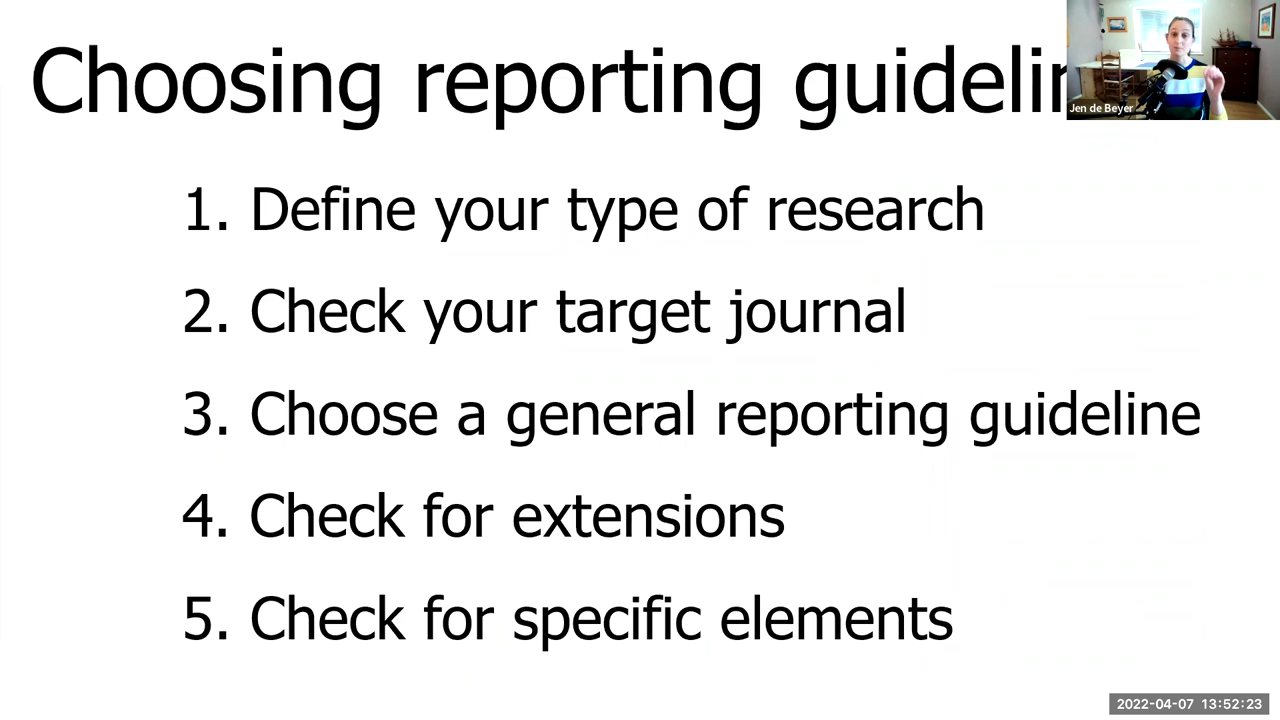 Choosing reporting guidelin
Jen de Beyer
1. Define your type of research
2. Check your target journal
3. Choose a general reporting guideline
4. Check for extensions
5. Check for specific elements
2022-04-07 13:52:23